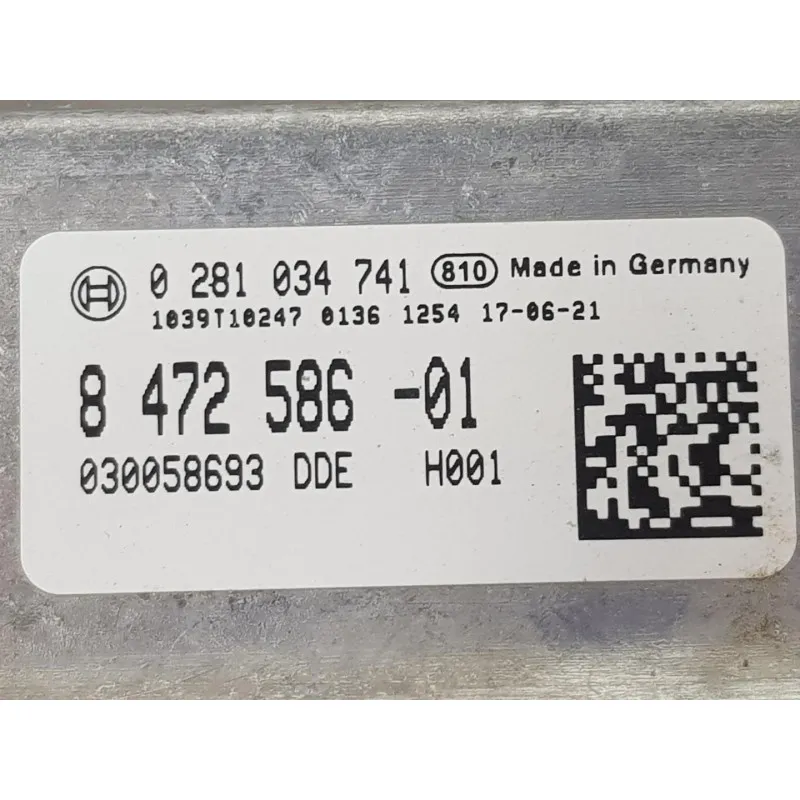 0 281 034 741 810 Made in Germany
1039T10247 0136 1254 17-06-21
8 472 586 -01
030058693 DDE H001